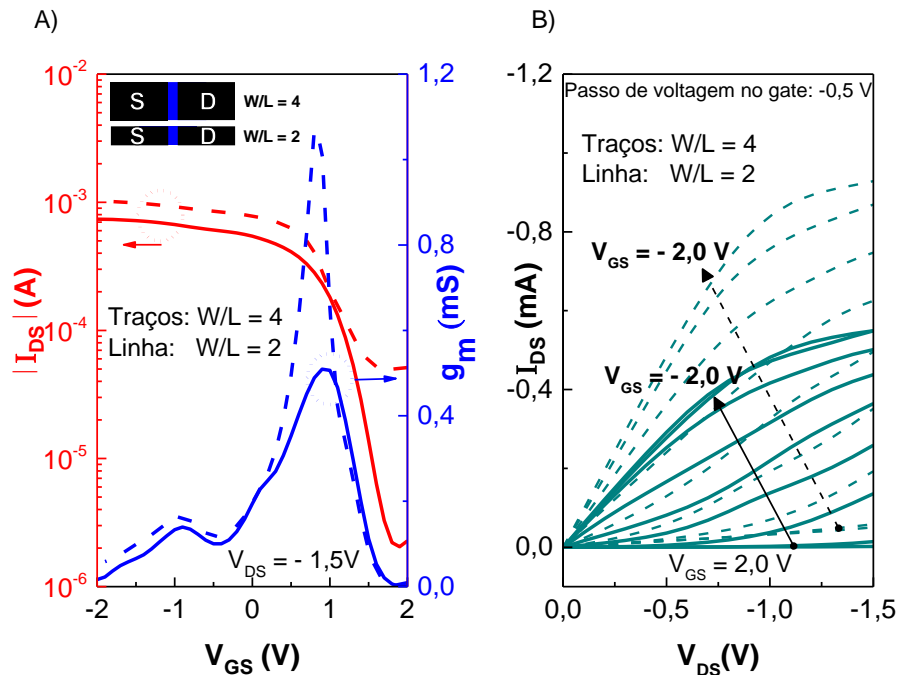 A)
10⁻²
10⁻³
10⁻⁴
10⁻⁵
10⁻⁶
| I_DS | (A)
S D W/L = 4
S D W/L = 2
Traços: W/L = 4
Linha: W/L = 2
V_DS = - 1,5V
1,2
0,8
0,4
0,0
g_m (mS)
-2 -1 0 1 2
V_GS (V)
B)
-1,2
-0,8
-0,4
0,0
I_DS (mA)
Passo de voltagem no gate: -0,5 V
Traços: W/L = 4
Linha: W/L = 2
V_GS = - 2,0 V
V_GS = - 2,0 V
V_GS = 2,0 V
0,0 -0,5 -1,0 -1,5
V_DS(V)